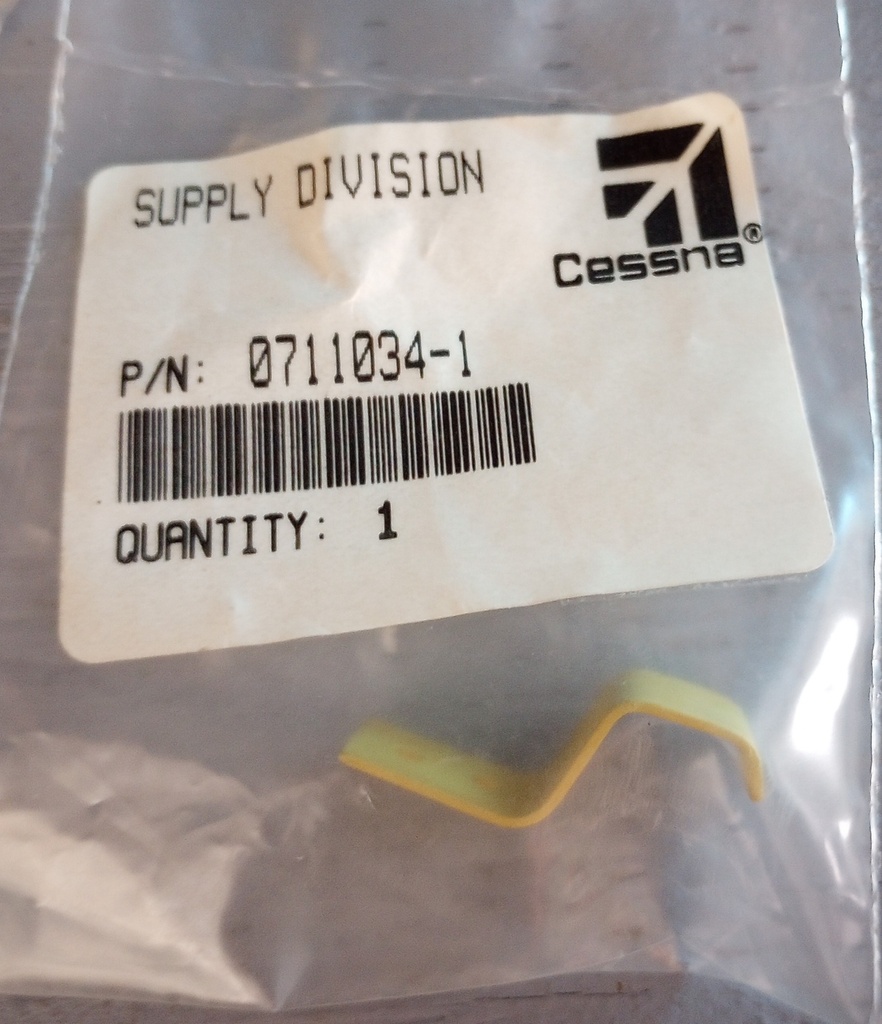 SUPPLY DIVISION
Cessna®
P/N: 0711034-1
QUANTITY: 1